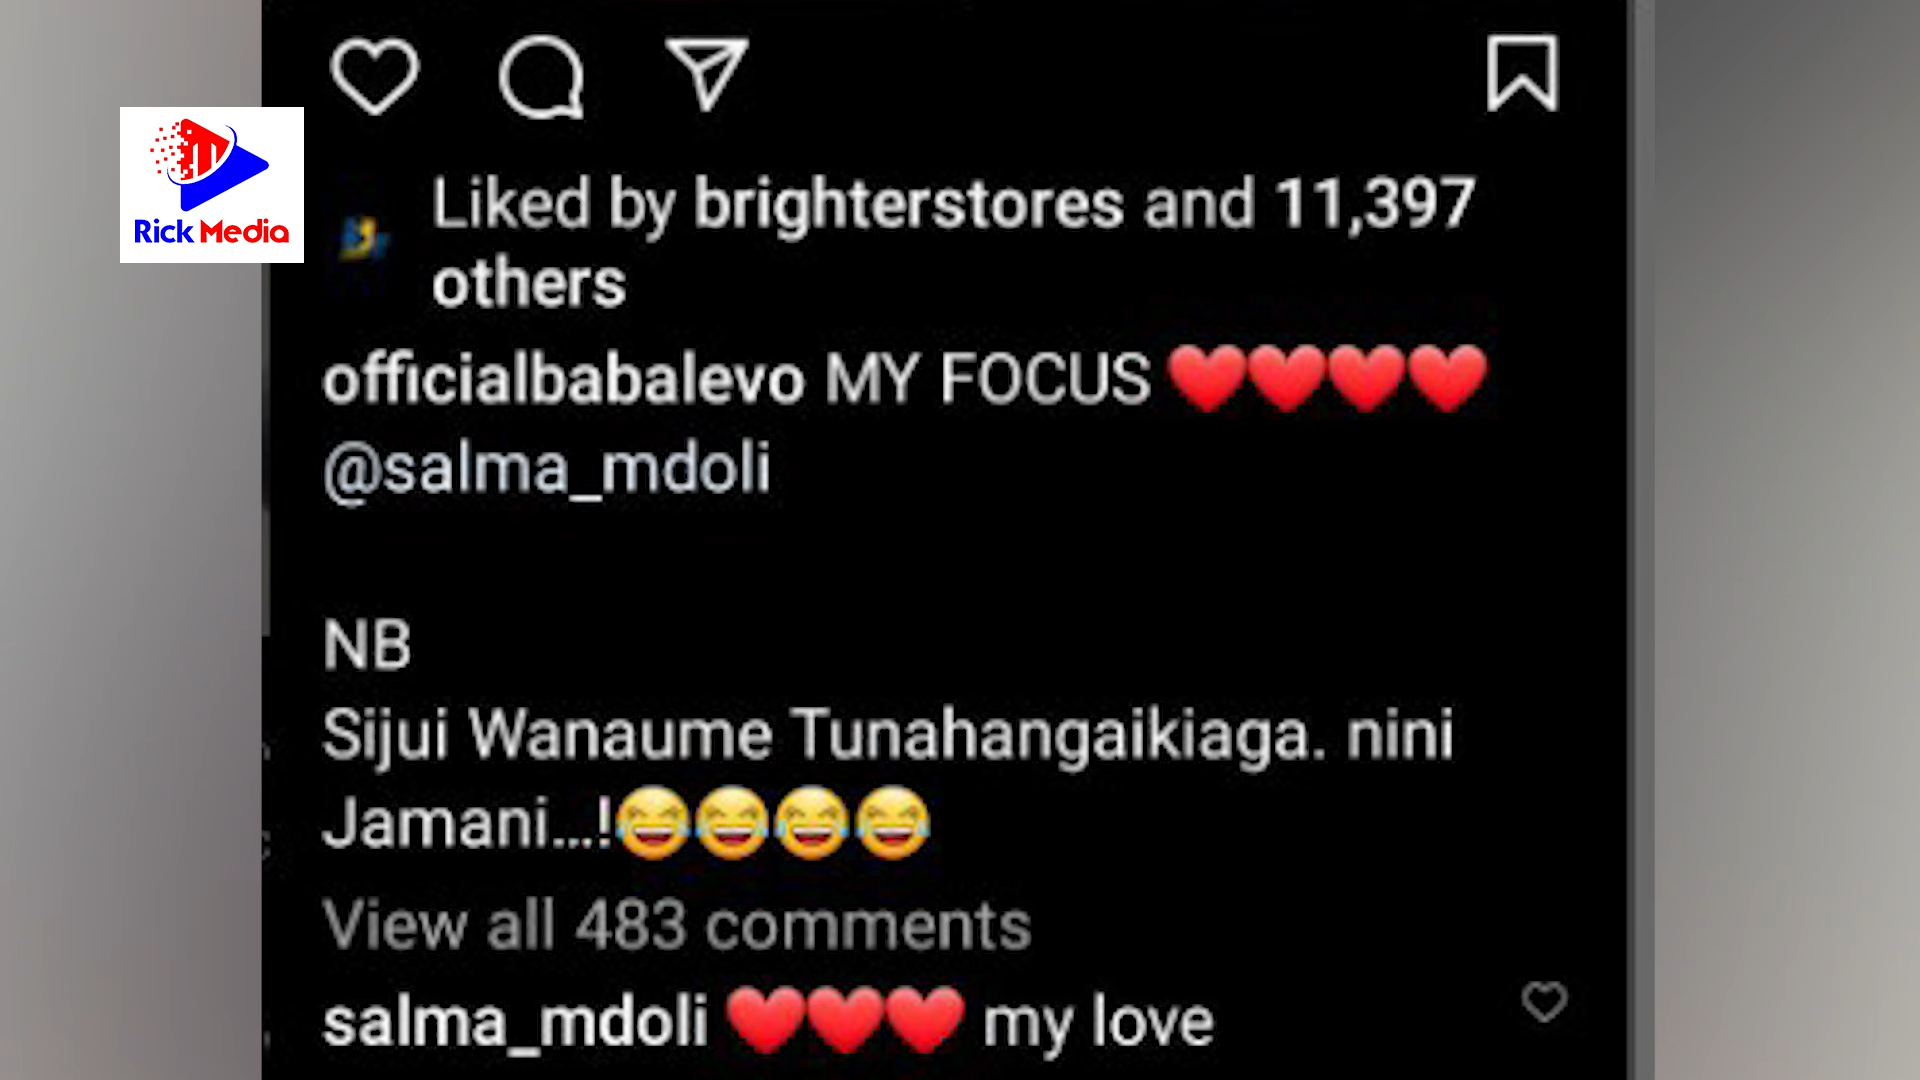 Rick Media
Liked by brighterstores and 11,397
others
officialbabalevo MY FOCUS ❤️❤️❤️❤️
@salma_mdoli
NB
Sijui Wanaume Tunahangaikiaga. nini
Jamani...!😂😂😂😂
View all 483 comments
salma_mdoli ❤️❤️❤️ my love